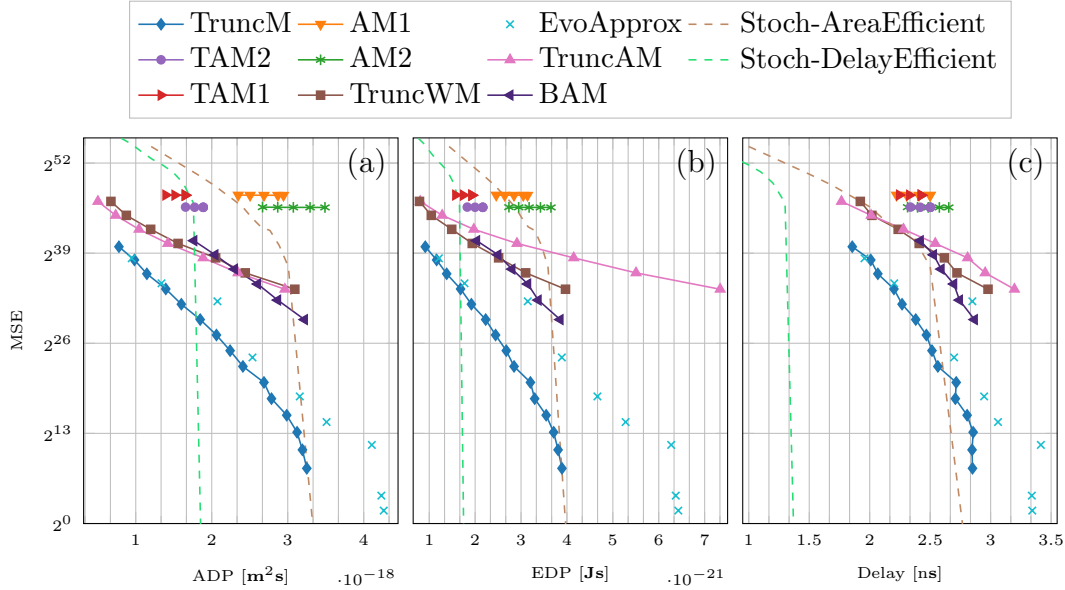 TruncM AM1 EvoApprox Stoch-AreaEfficient
TAM2 AM2 TruncAM Stoch-DelayEfficient
TAM1 TruncWM BAM
(a) (b) (c)
2^52
2^39
2^26
2^13
2^0
MSE
1 2 3 4
ADP [m^2s] ·10^−18
1 2 3 4 5 6 7
EDP [Js] ·10^−21
1 1.5 2 2.5 3 3.5
Delay [ns]